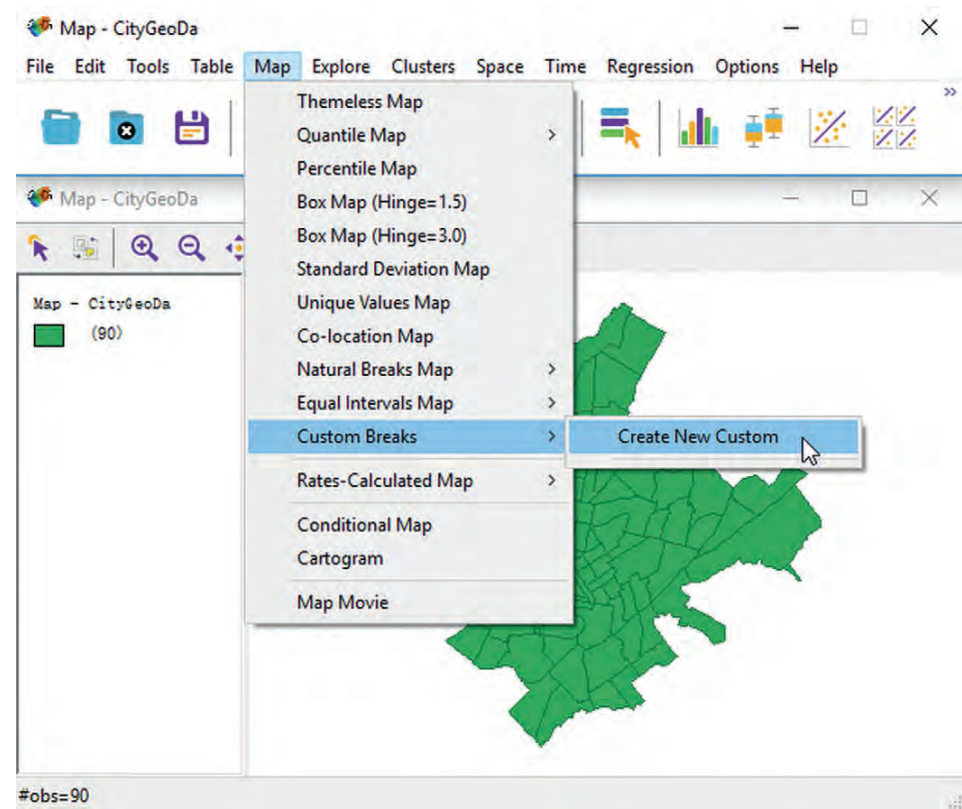 Map - CityGeoDa
File Edit Tools Table Map Explore Clusters Space Time Regression Options Help
»
Map - CityGeoDa
Map - CityGeoDa
(90)
Themeless Map
Quantile Map
Percentile Map
Box Map (Hinge=1.5)
Box Map (Hinge=3.0)
Standard Deviation Map
Unique Values Map
Co-location Map
Natural Breaks Map
Equal Intervals Map
Custom Breaks
Create New Custom
Rates-Calculated Map
Conditional Map
Cartogram
Map Movie
#obs=90